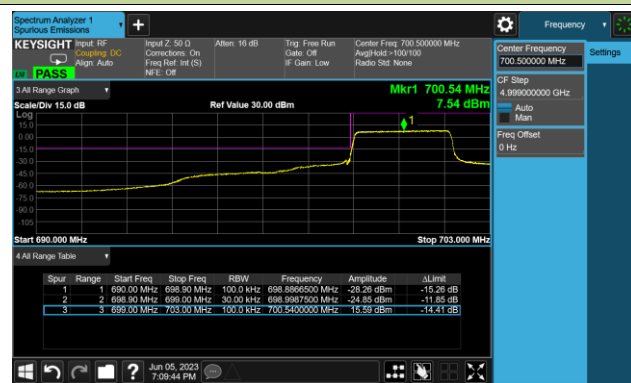 Spectrum Analyzer 1
Spurious Emissions
Frequency
KEYSIGHT
Input: RF
Coupling: DC
Align: Auto
Input Z: 50 Ω
Corrections: On
Freq Ref: Int (S)
NFE: Off
Atten: 16 dB
Trig: Free Run
Gate: Off
IF Gain: Low
Center Freq: 700.500000 MHz
Avg|Hold:>100/100
Radio Std: None
PASS
Center Frequency
700.500000 MHz
Settings
CF Step
4.999000000 GHz
Auto
Man
Freq Offset
0 Hz
3 All Range Graph
Mkr1 700.54 MHz
7.54 dBm
Scale/Div 15.0 dB
Ref Value 30.00 dBm
Log
15.0
0.00
-15.0
-30.0
-45.0
-60.0
-75.0
-90.0
-105
1
Start 690.000 MHz
Stop 703.000 MHz
4 All Range Table
Spur Range Start Freq Stop Freq RBW Frequency Amplitude ΔLimit
1 1 690.00 MHz 698.90 MHz 100.0 kHz 698.8866500 MHz -28.26 dBm -15.26 dB
2 2 698.90 MHz 699.00 MHz 30.00 kHz 698.9987500 MHz -24.85 dBm -11.85 dB
3 3 699.00 MHz 703.00 MHz 100.0 kHz 700.5400000 MHz 15.59 dBm -14.41 dB
Jun 05, 2023
7:09:44 PM